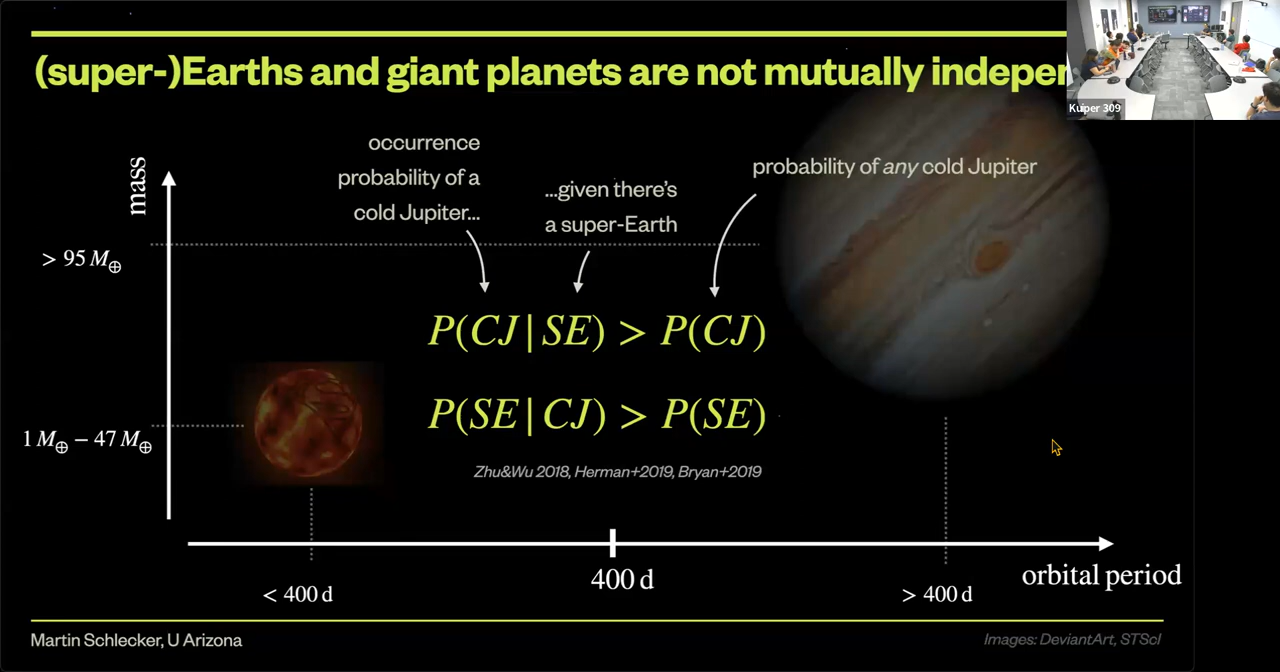 (super-)Earths and giant planets are not mutually
Kuiper 309
mass
occurrence
probability of a
cold Jupiter...
...given there's
a super-Earth
probability of any cold Jupiter
> 95 M⊕
P(CJ|SE) > P(CJ)
P(SE|CJ) > P(SE)
1 M⊕ – 47 M⊕
Zhu&Wu 2018, Herman+2019, Bryan+2019
< 400 d
400 d
> 400 d
orbital period
Martin Schlecker, U Arizona
Images: DeviantArt, STScI